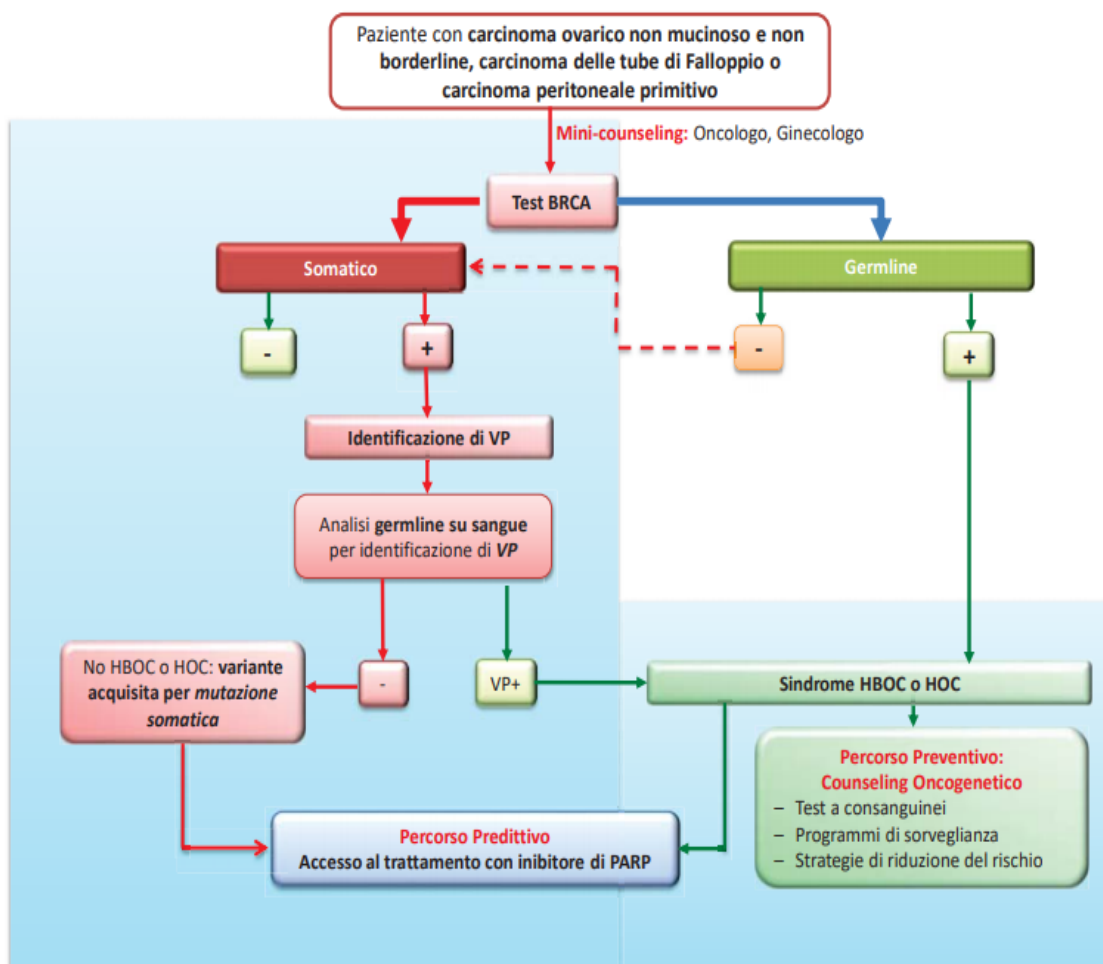 Paziente con carcinoma ovarico non mucinoso e non
borderline, carcinoma delle tube di Falloppio o
carcinoma peritoneale primitivo
Mini-counseling: Oncologo, Ginecologo
Test BRCA
Somatico
Germline
-
+
-
+
Identificazione di VP
Analisi germline su sangue
per identificazione di VP
No HBOC o HOC: variante
acquisita per mutazione
somatica
-
VP+
Sindrome HBOC o HOC
Percorso Preventivo:
Counseling Oncogenetico
– Test a consanguinei
– Programmi di sorveglianza
– Strategie di riduzione del rischio
Percorso Predittivo
Accesso al trattamento con inibitore di PARP